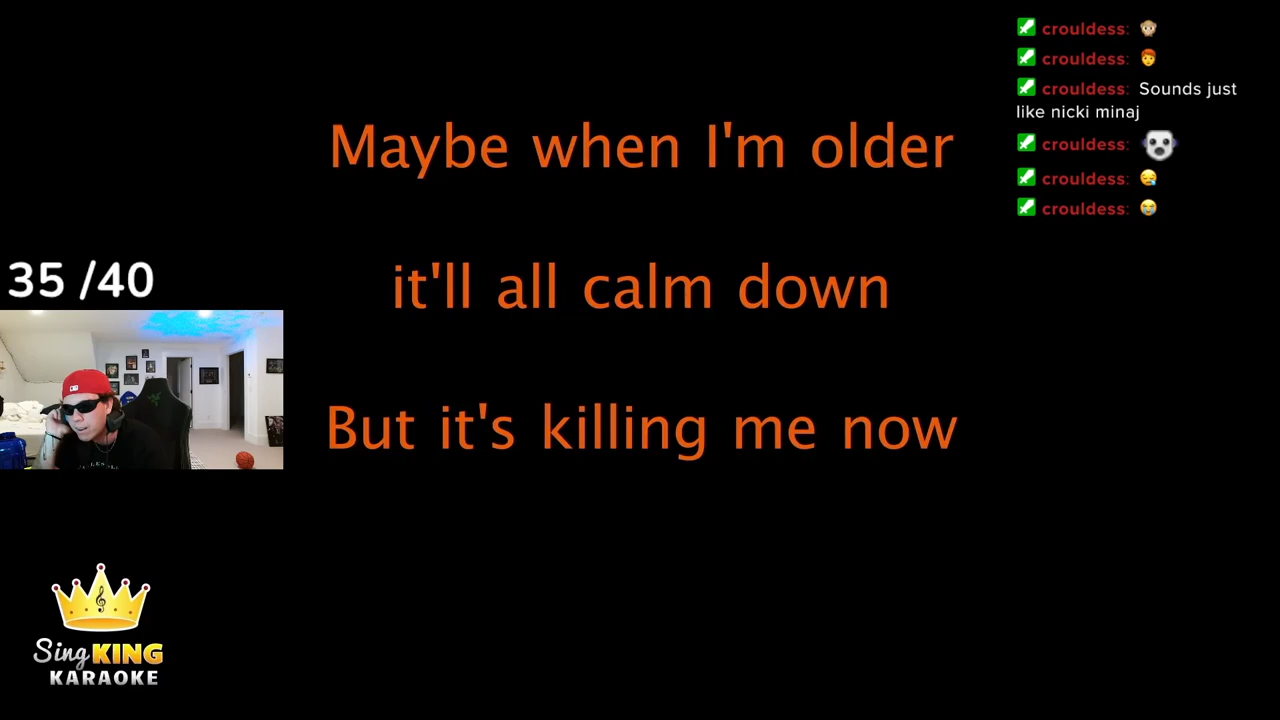 crouldess:
crouldess:
crouldess: Sounds just
like nicki minaj
crouldess:
crouldess:
crouldess:
Maybe when I'm older
it'll all calm down
But it's killing me now
35 /40
Sing KING
KARAOKE